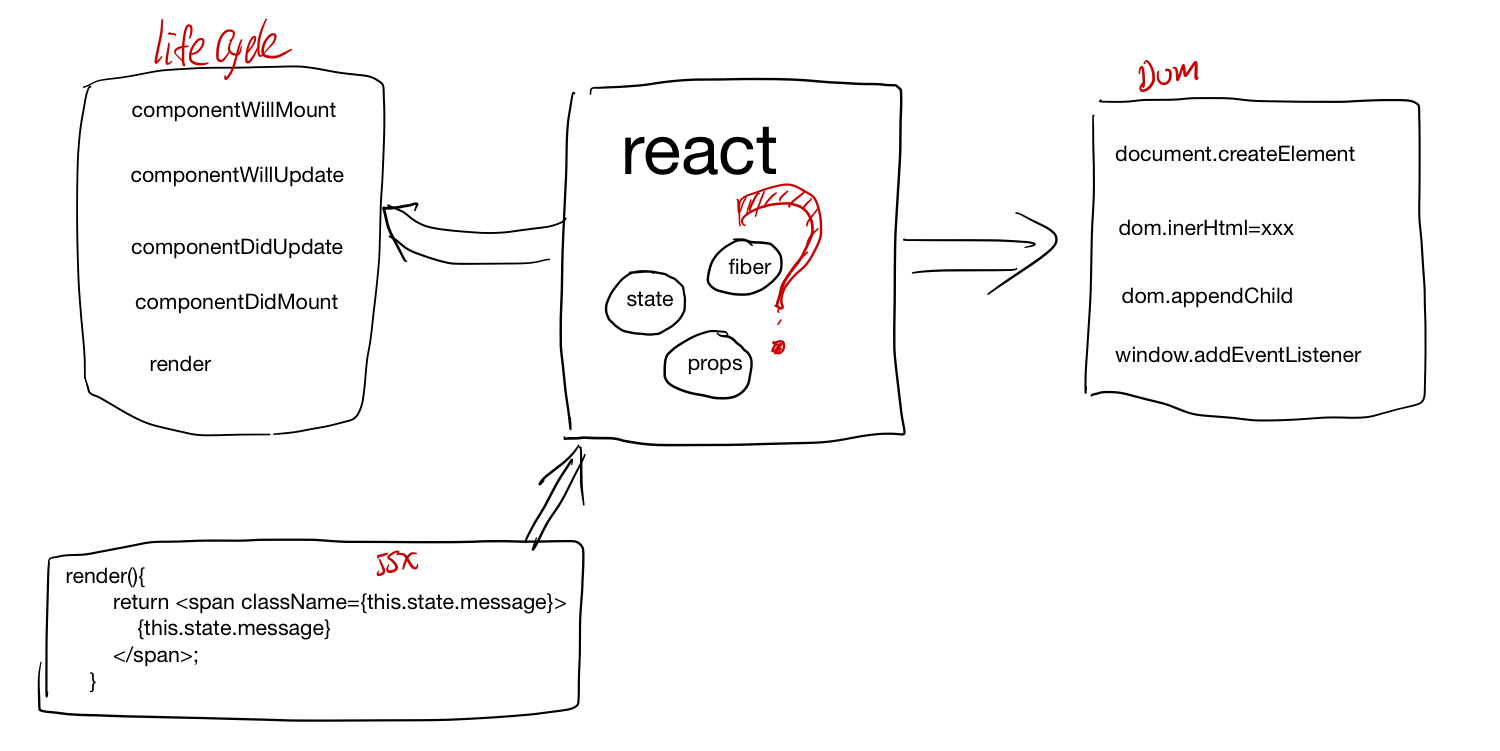 life Cycle
componentWillMount
componentWillUpdate
componentDidUpdate
componentDidMount
render
react
fiber
state
props
?
Dom
document.createElement
dom.inerHtml=xxx
dom.appendChild
window.addEventListener
JSX
render(){
return <span className={this.state.message}>
{this.state.message}
</span>;
}